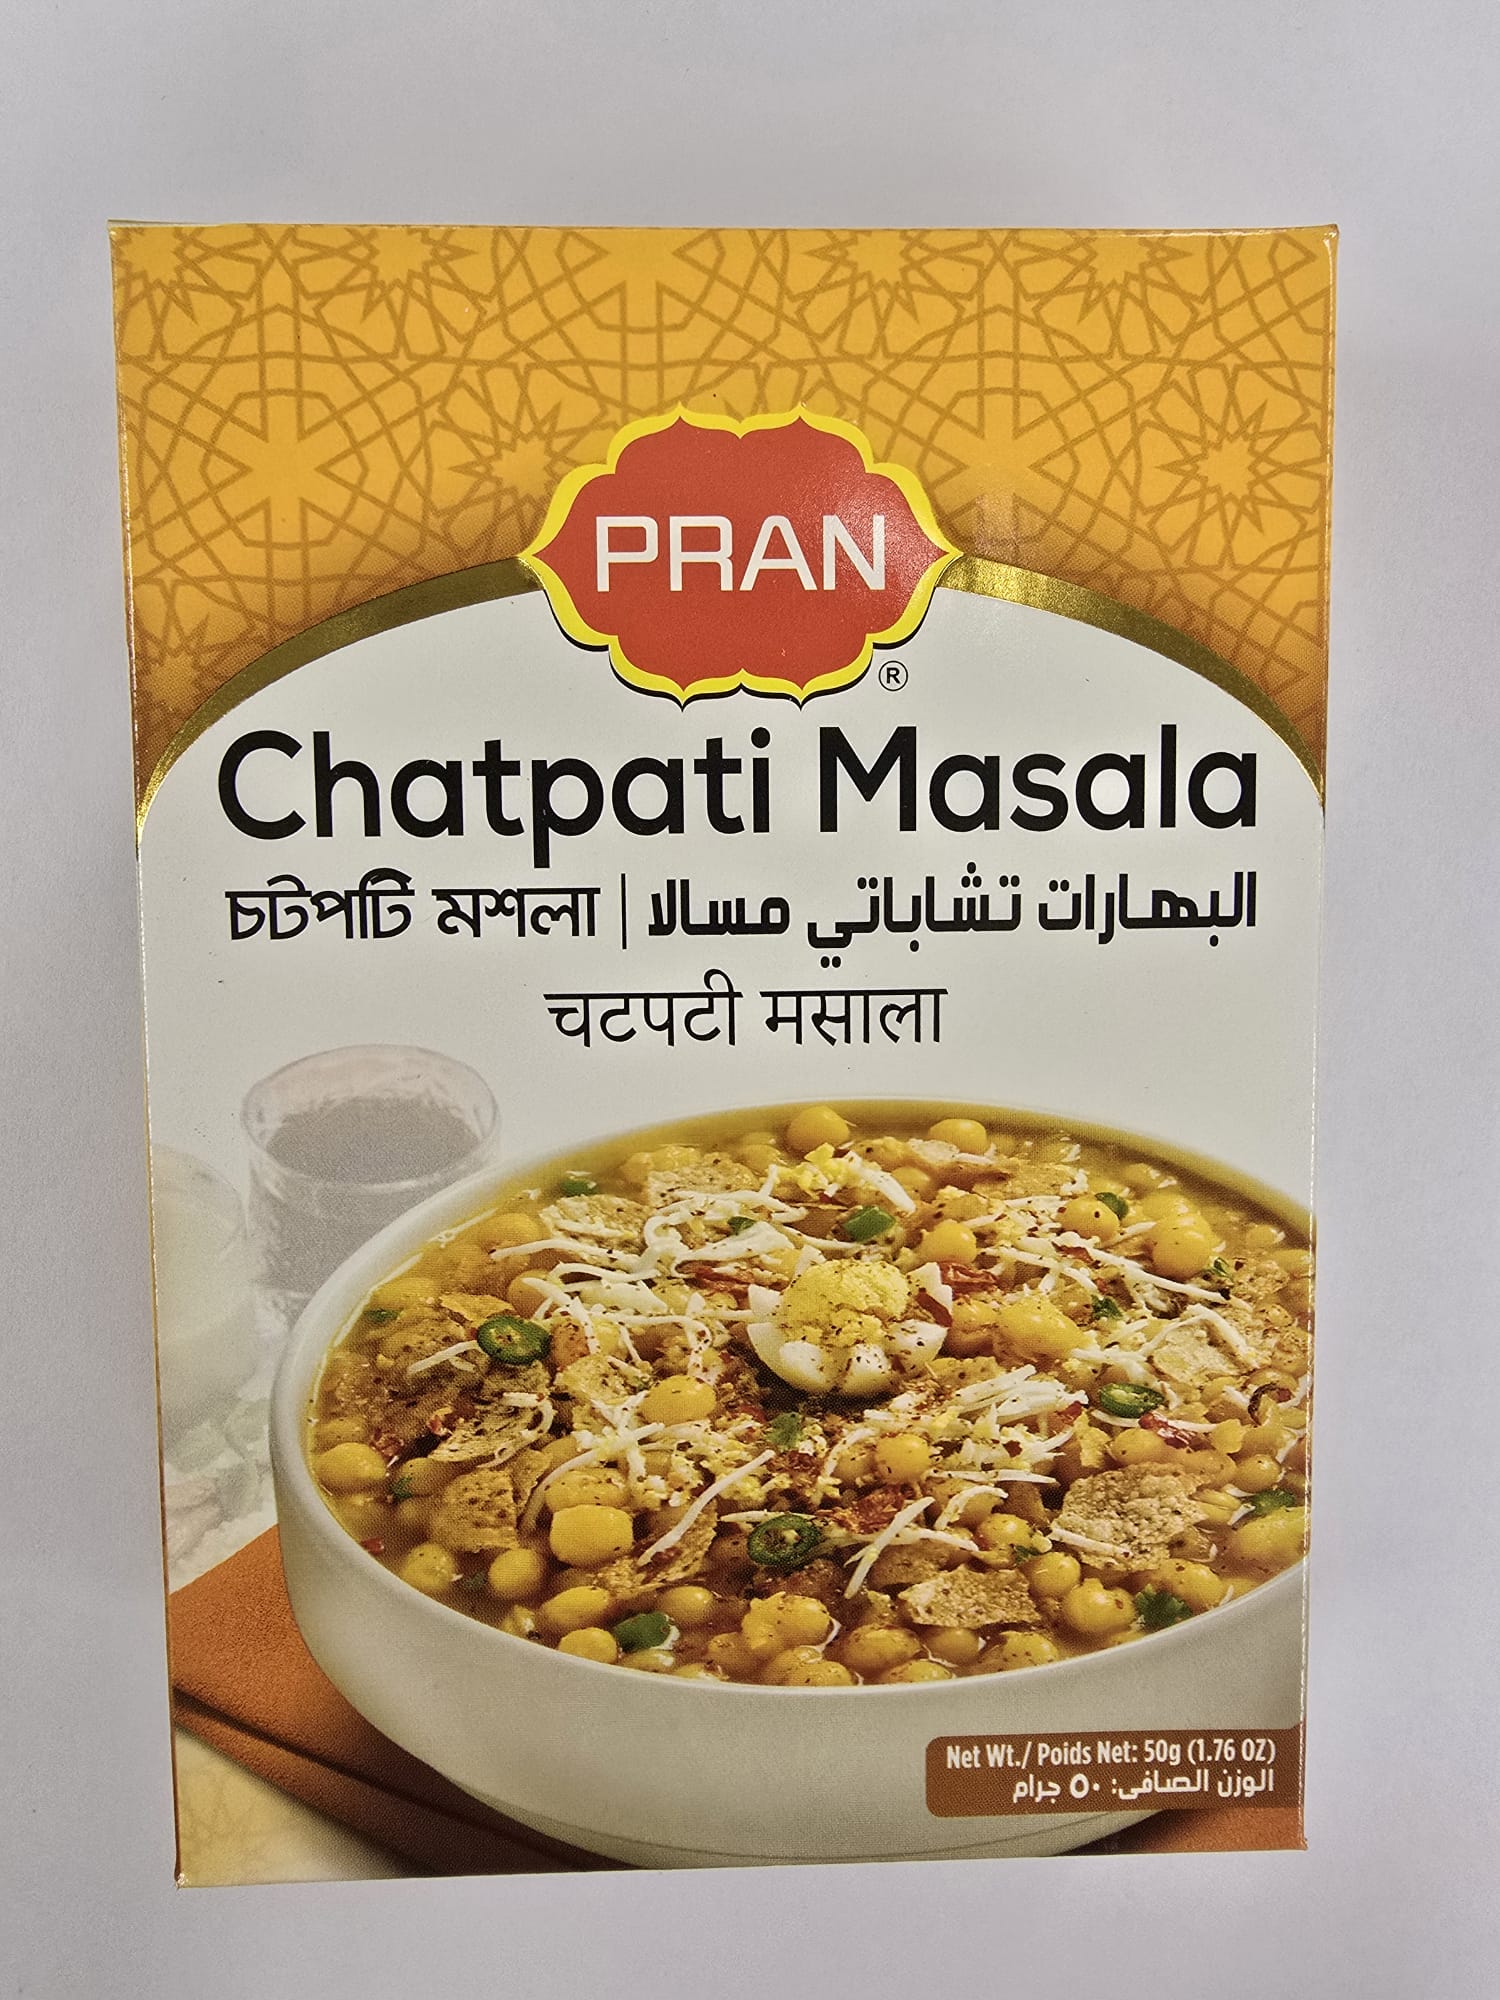 PRAN
®
Chatpati Masala
চটপটি মশলা | البهارات تشاباتي مسالا
चटपटी मसाला
Net Wt./ Poids Net: 50g (1.76 OZ)
الوزن الصافى: ٥٠ جرام